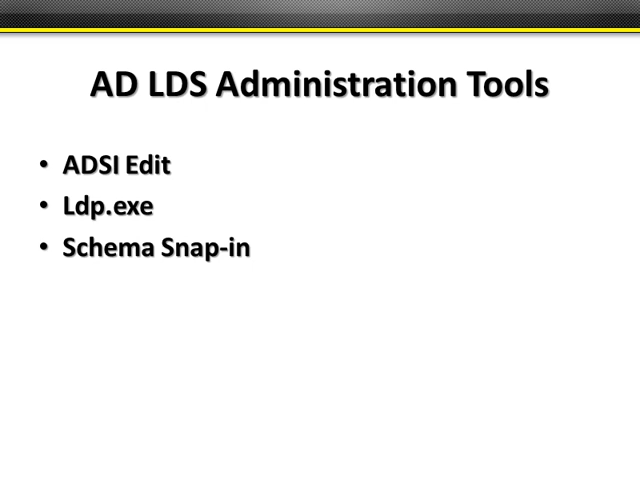 AD LDS Administration Tools
• ADSI Edit
• Ldp.exe
• Schema Snap-in